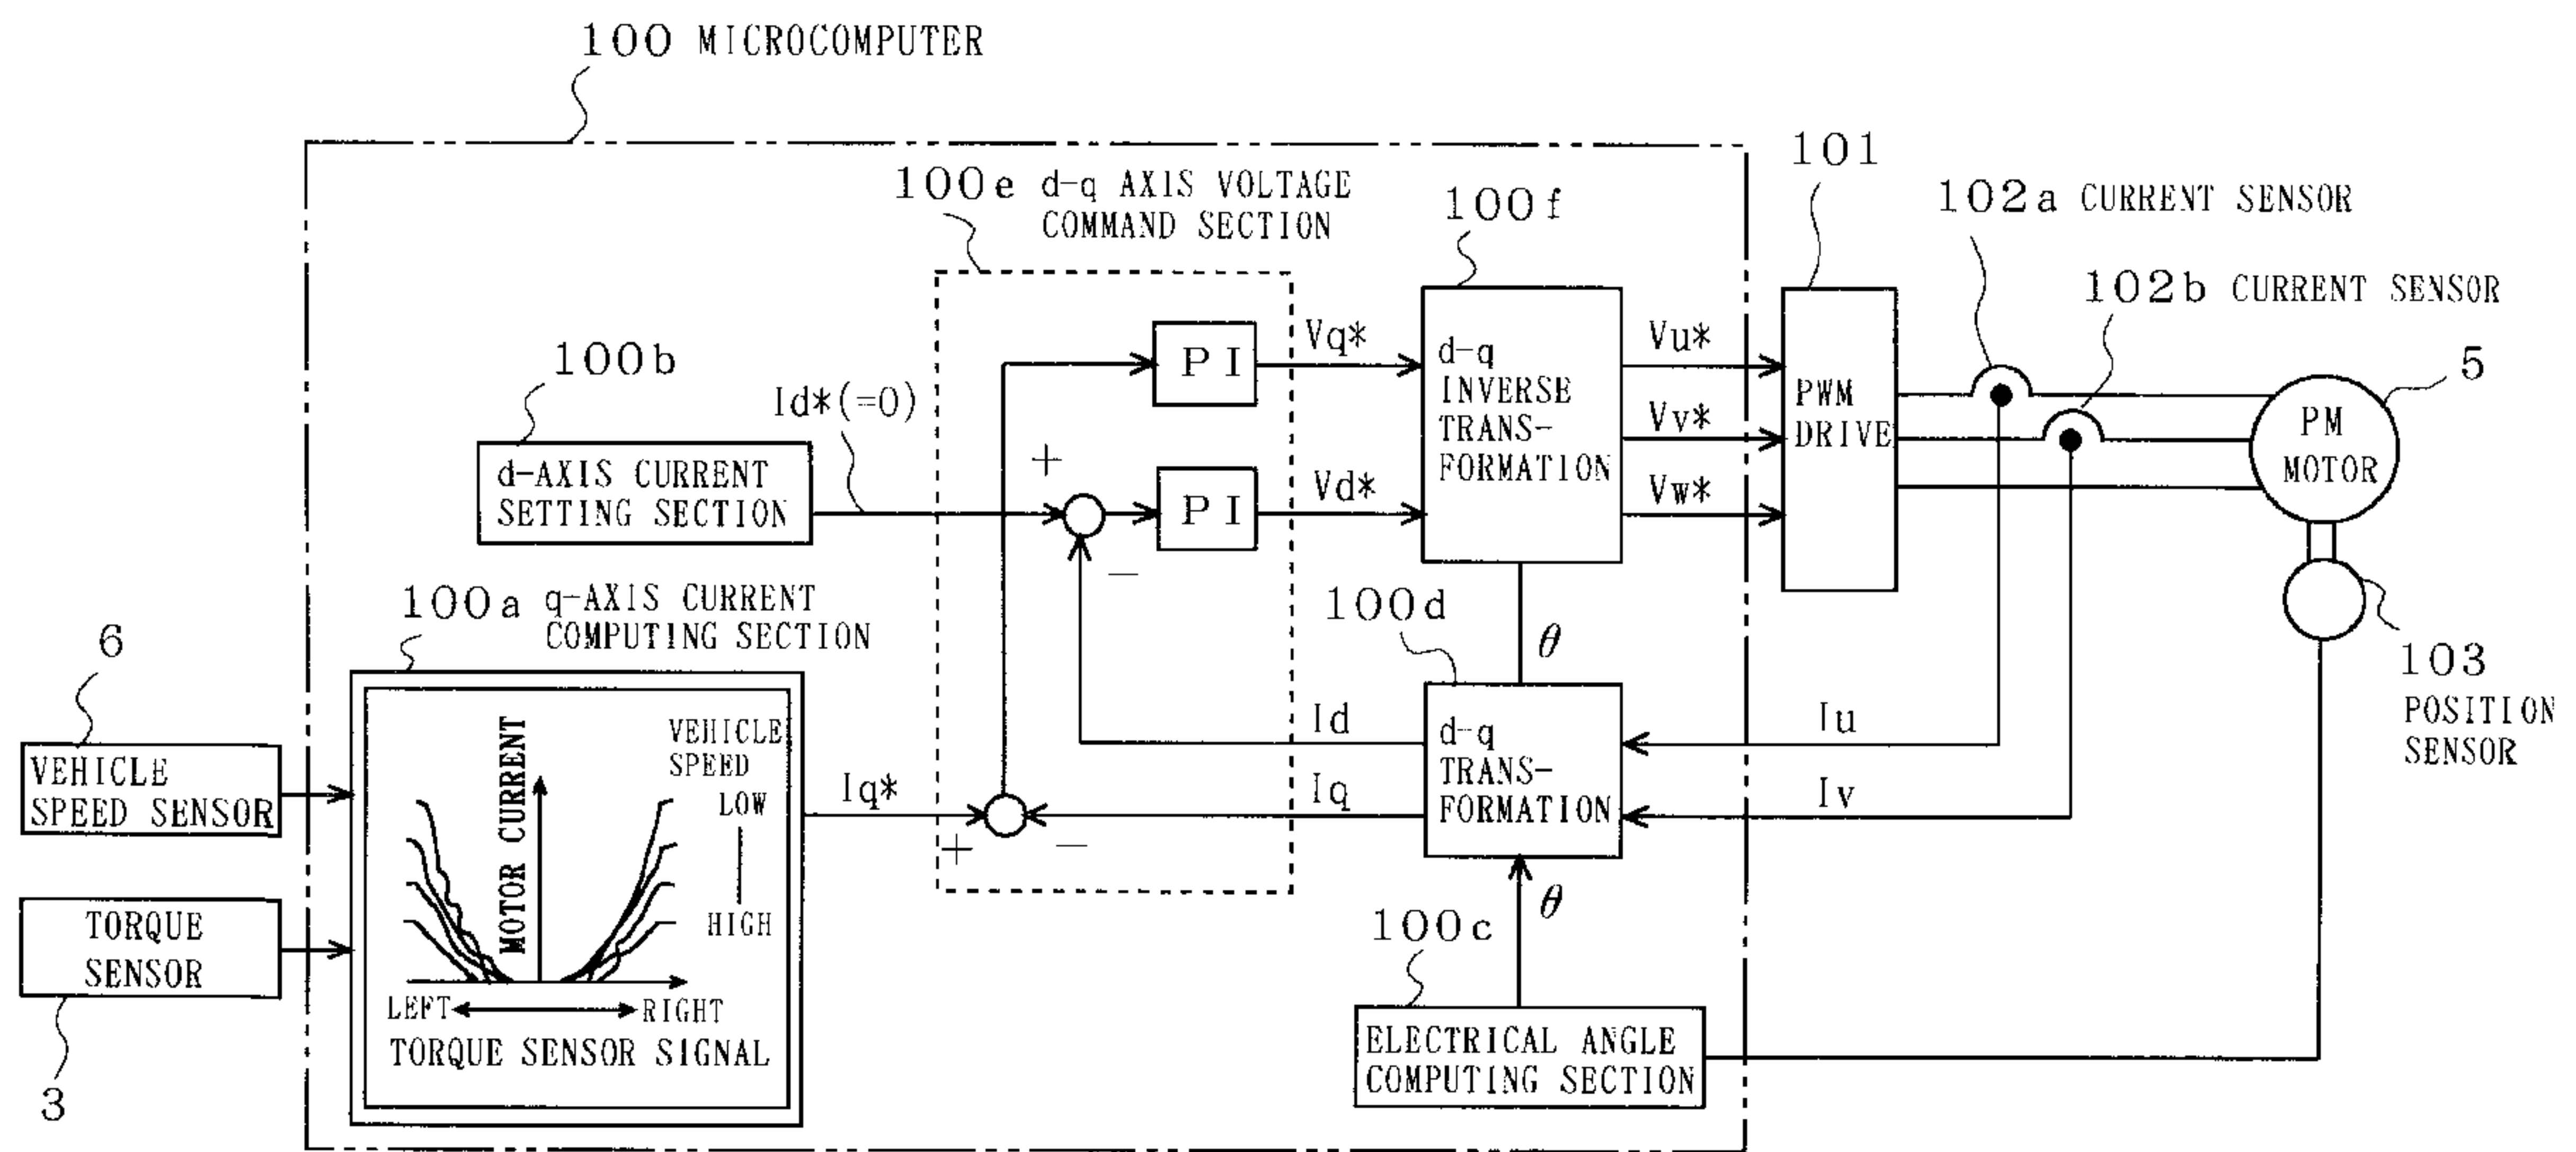 100 MICROCOMPUTER
101
102a CURRENT SENSOR
100e d-q AXIS VOLTAGE
COMMAND SECTION
100f
102b CURRENT SENSOR
100b
Id*(=0)
d-AXIS CURRENT
SETTING SECTION
+
−
PI
PI
Vq*
Vd*
d-q
INVERSE
TRANS-
FORMATION
Vu*
Vv*
Vw*
PWM
DRIVE
PM
MOTOR
5
103
POSITION
SENSOR
100a q-AXIS CURRENT
COMPUTING SECTION
6
VEHICLE
SPEED SENSOR
TORQUE
SENSOR
3
MOTOR CURRENT
VEHICLE
SPEED
LOW
HIGH
LEFT
RIGHT
TORQUE SENSOR SIGNAL
Iq*
+
−
Id
Iq
100d
θ
d-q
TRANS-
FORMATION
Iu
Iv
θ
100c
ELECTRICAL ANGLE
COMPUTING SECTION